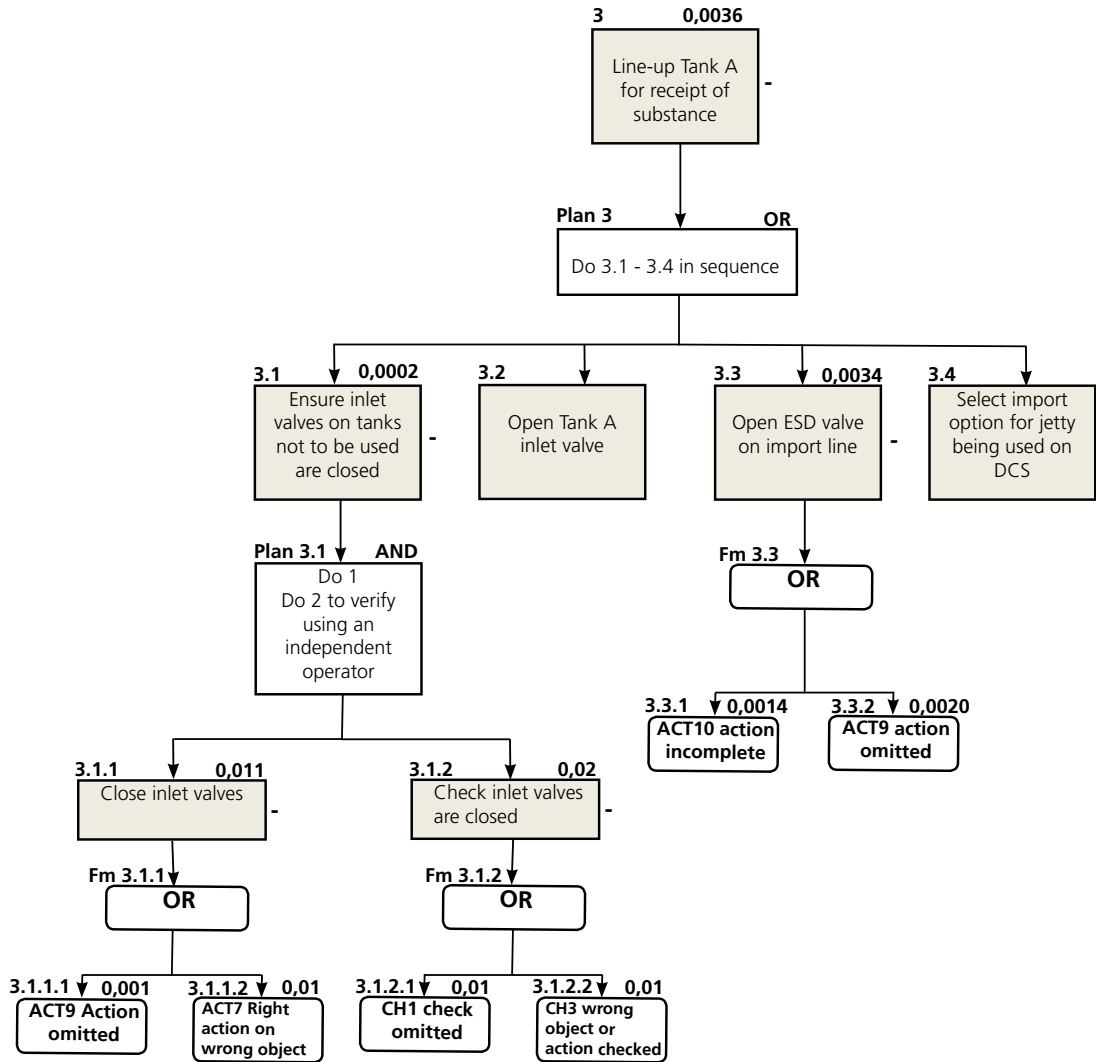 3 0,0036
Line-up Tank A
for receipt of
substance
-
Plan 3 OR
Do 3.1 - 3.4 in sequence
3.1 0,0002
Ensure inlet
valves on tanks
not to be used
are closed
-
3.2
Open Tank A
inlet valve
3.3 0,0034
Open ESD valve
on import line
-
3.4
Select import
option for jetty
being used on
DCS
Plan 3.1 AND
Do 1
Do 2 to verify
using an
independent
operator
Fm 3.3
OR
3.3.1 0,0014
ACT10 action
incomplete
3.3.2 0,0020
ACT9 action
omitted
3.1.1 0,011
Close inlet valves
-
3.1.2 0,02
Check inlet valves
are closed
-
Fm 3.1.1
OR
Fm 3.1.2
OR
3.1.1.1 0,001
ACT9 Action
omitted
3.1.1.2 0,01
ACT7 Right
action on
wrong object
3.1.2.1 0,01
CH1 check
omitted
3.1.2.2 0,01
CH3 wrong
object or
action checked